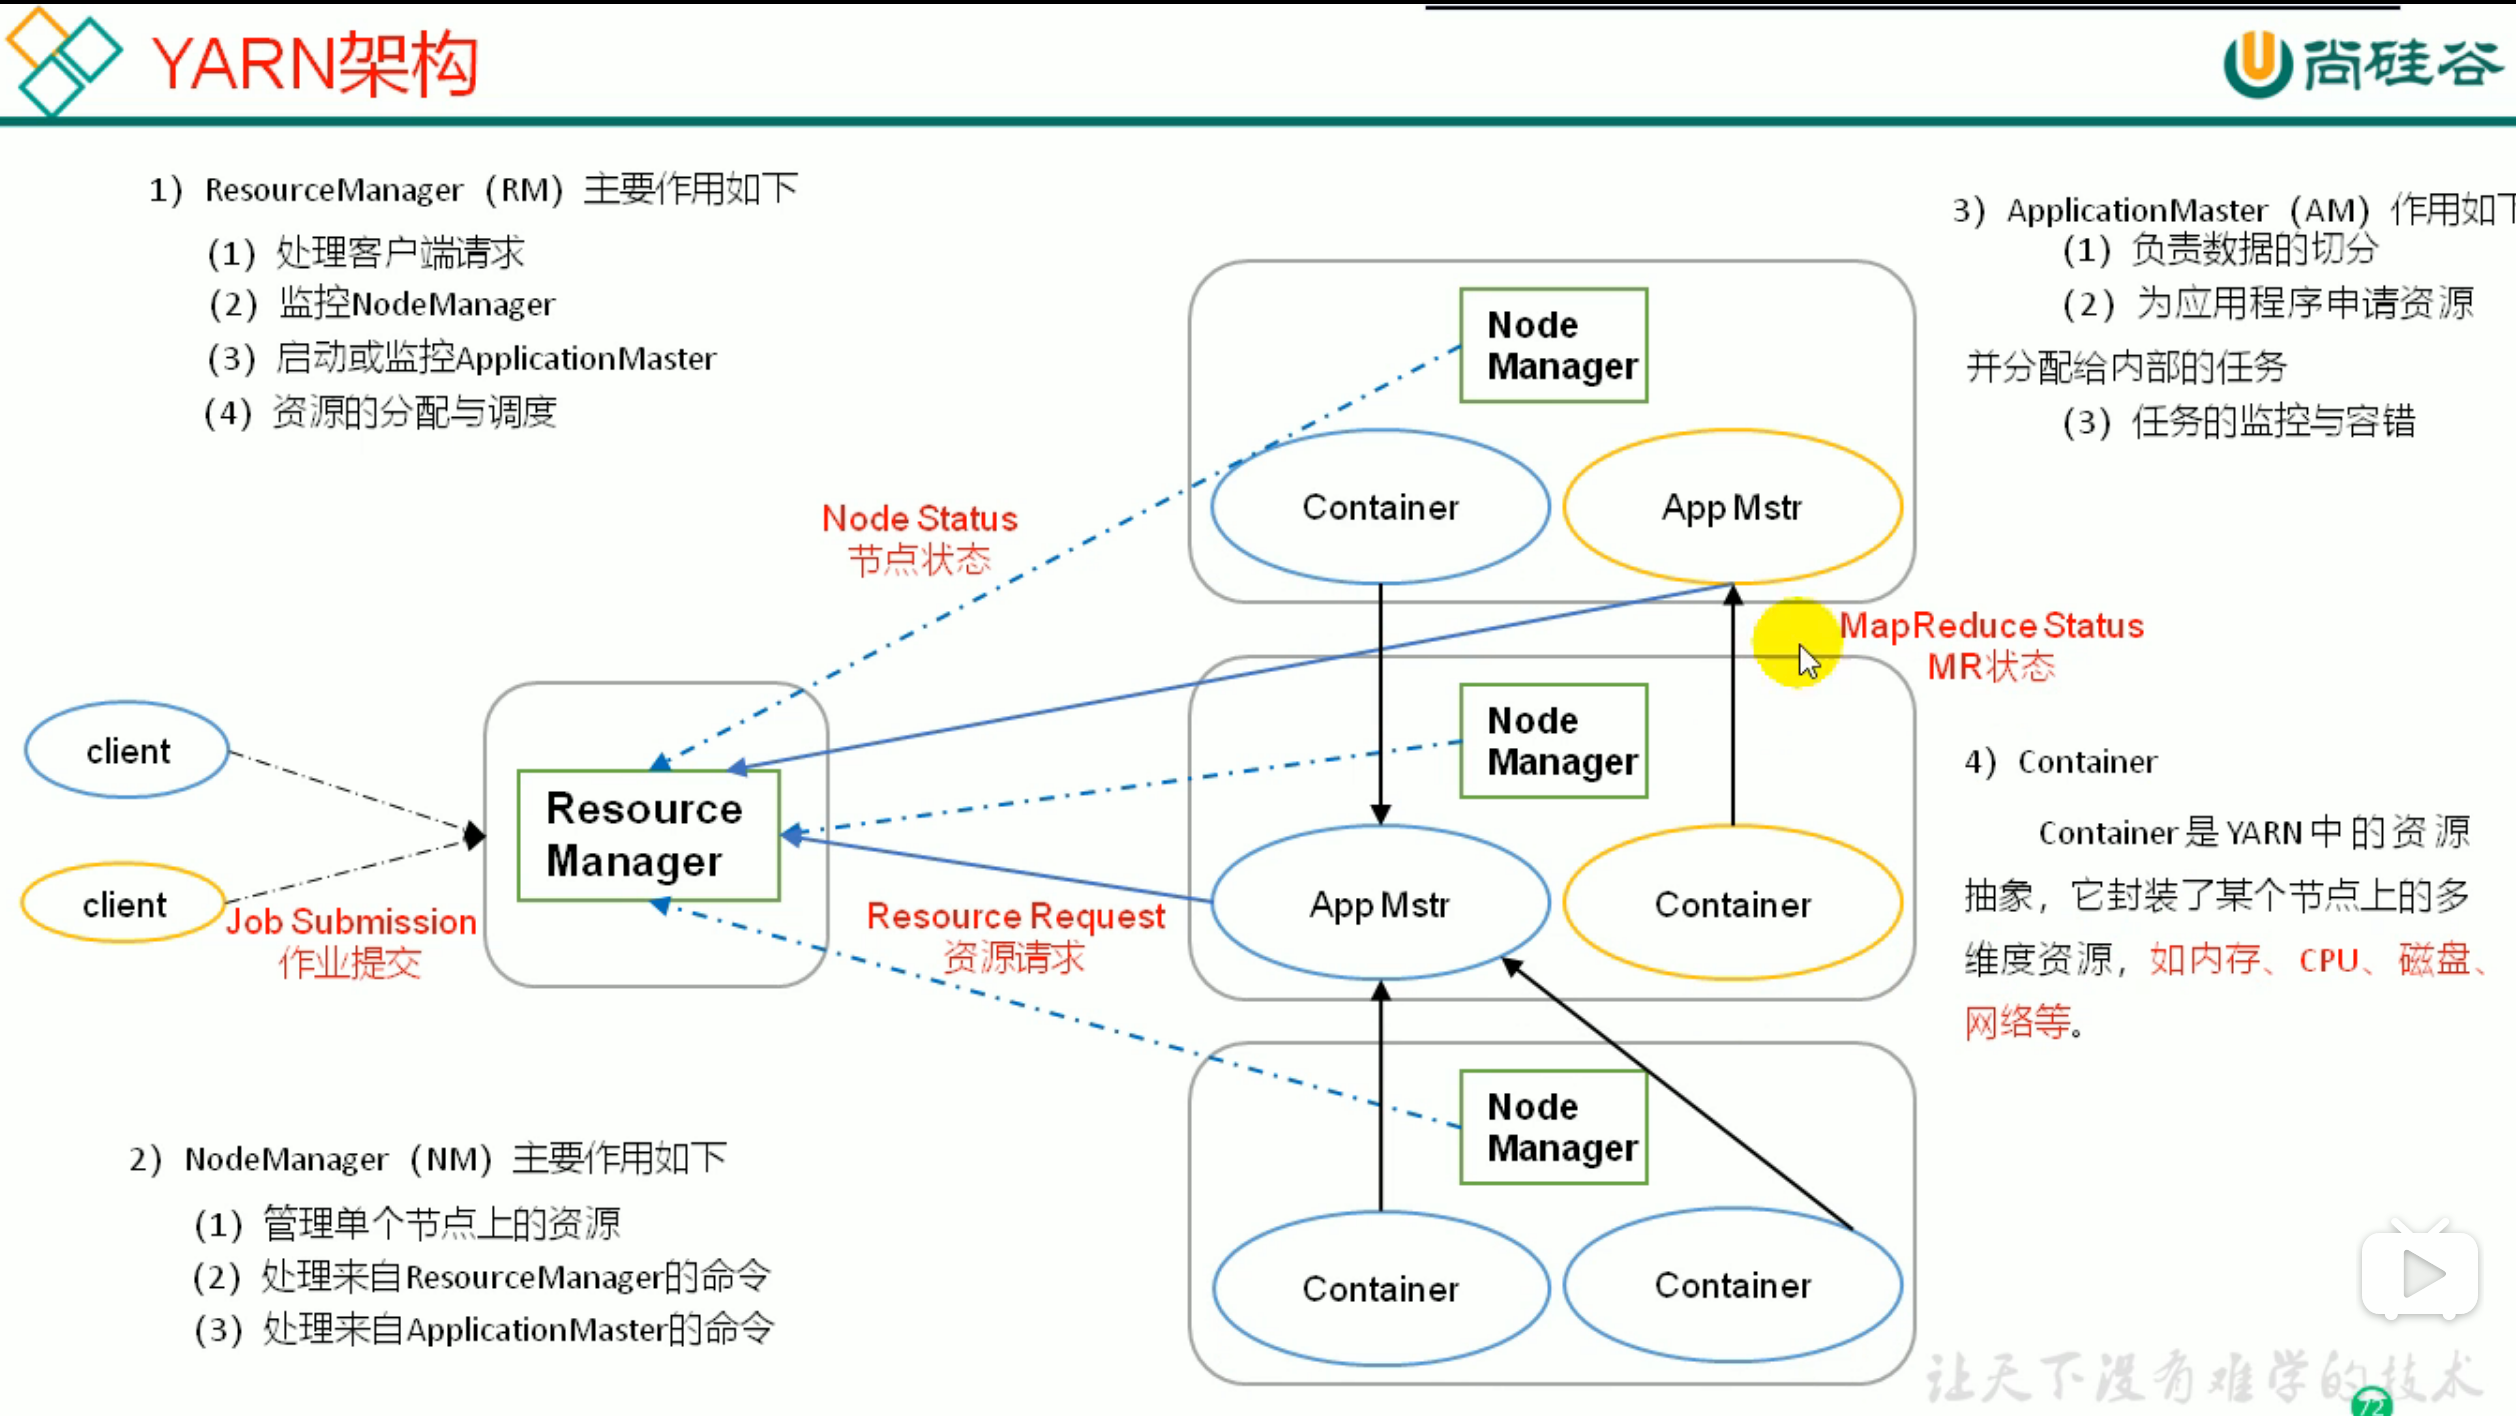 YARN架构
尚硅谷
1）ResourceManager（RM）主要作用如下
（1）处理客户端请求
（2）监控NodeManager
（3）启动或监控ApplicationMaster
（4）资源的分配与调度
3）ApplicationMaster（AM）作用如下
（1）负责数据的切分
（2）为应用程序申请资源
并分配给内部的任务
（3）任务的监控与容错
Node
Manager
Container
App Mstr
Node Status
节点状态
MapReduce Status
MR状态
client
client
Job Submission
作业提交
Resource
Manager
Resource Request
资源请求
Node
Manager
App Mstr
Container
4）Container
Container是YARN中的资源
抽象，它封装了某个节点上的多
维度资源，如内存、CPU、磁盘、
网络等。
2）NodeManager（NM）主要作用如下
（1）管理单个节点上的资源
（2）处理来自ResourceManager的命令
（3）处理来自ApplicationMaster的命令
Node
Manager
Container
Container
让天下没有难学的技术
72